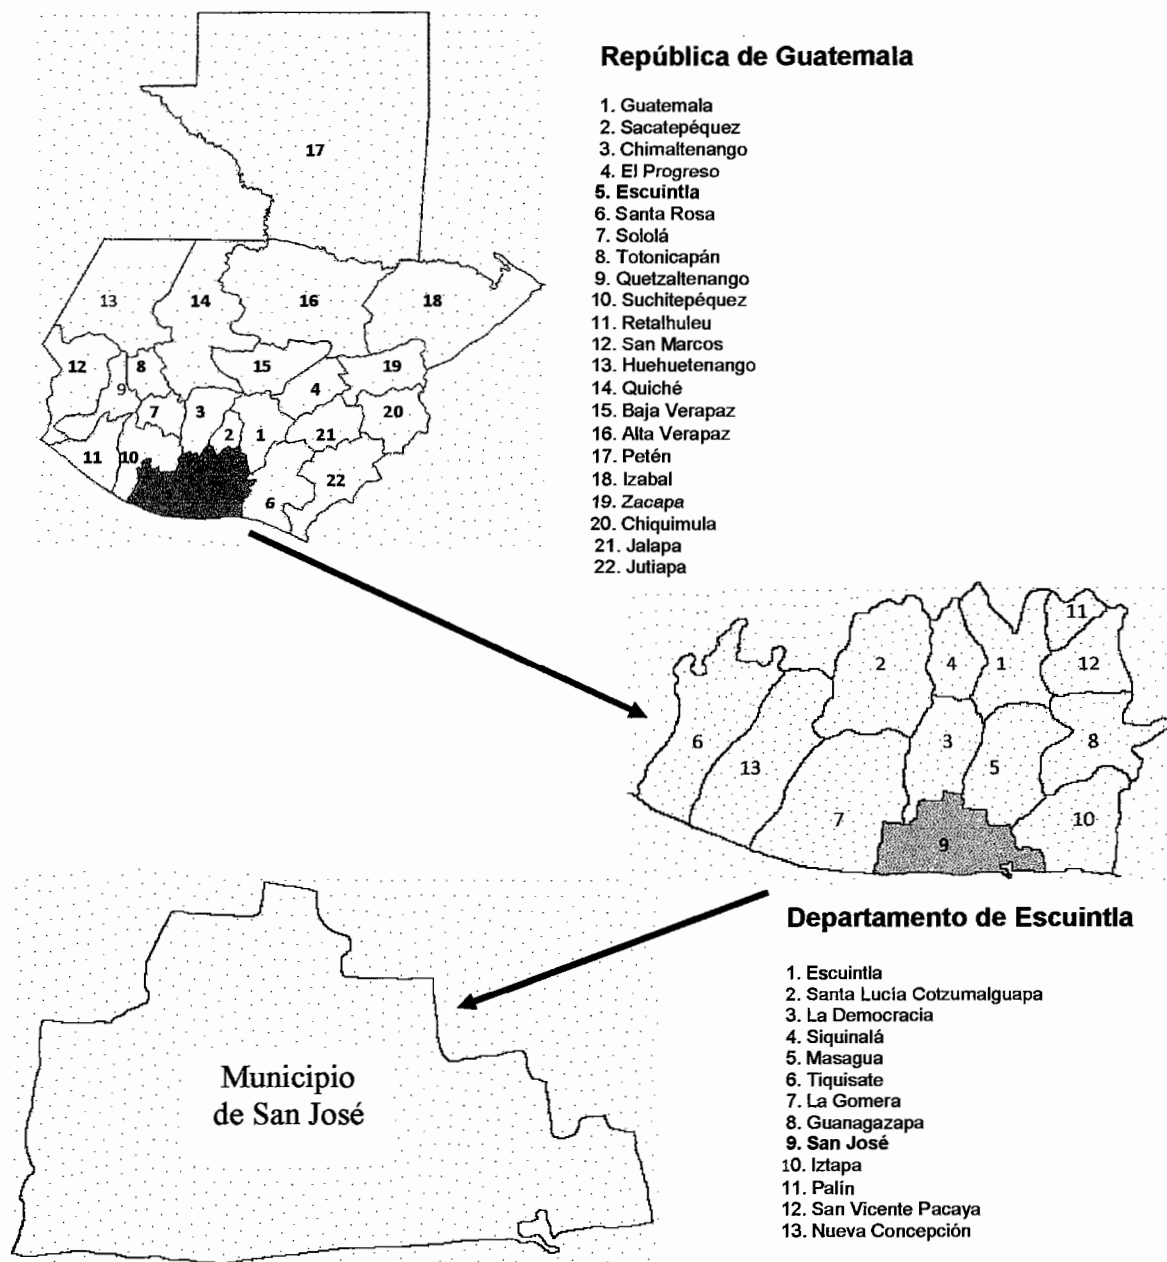 República de Guatemala
1. Guatemala
2. Sacatepéquez
3. Chimaltenango
4. El Progreso
5. Escuintla
6. Santa Rosa
7. Sololá
8. Totonicapán
9. Quetzaltenango
10. Suchitepéquez
11. Retalhuleu
12. San Marcos
13. Huehuetenango
14. Quiché
15. Baja Verapaz
16. Alta Verapaz
17. Petén
18. Izabal
19. Zacapa
20. Chiquimula
21. Jalapa
22. Jutiapa
17
13
14
16
18
12
9
8
15
4
19
7
3
2
1
21
20
11
10
6
22
11
2
4
1
12
6
13
3
5
8
7
9
10
Departamento de Escuintla
1. Escuintla
2. Santa Lucía Cotzumalguapa
3. La Democracia
4. Siquinalá
5. Masagua
6. Tiquisate
7. La Gomera
8. Guanagazapa
9. San José
10. Iztapa
11. Palín
12. San Vicente Pacaya
13. Nueva Concepción
Municipio
de San José